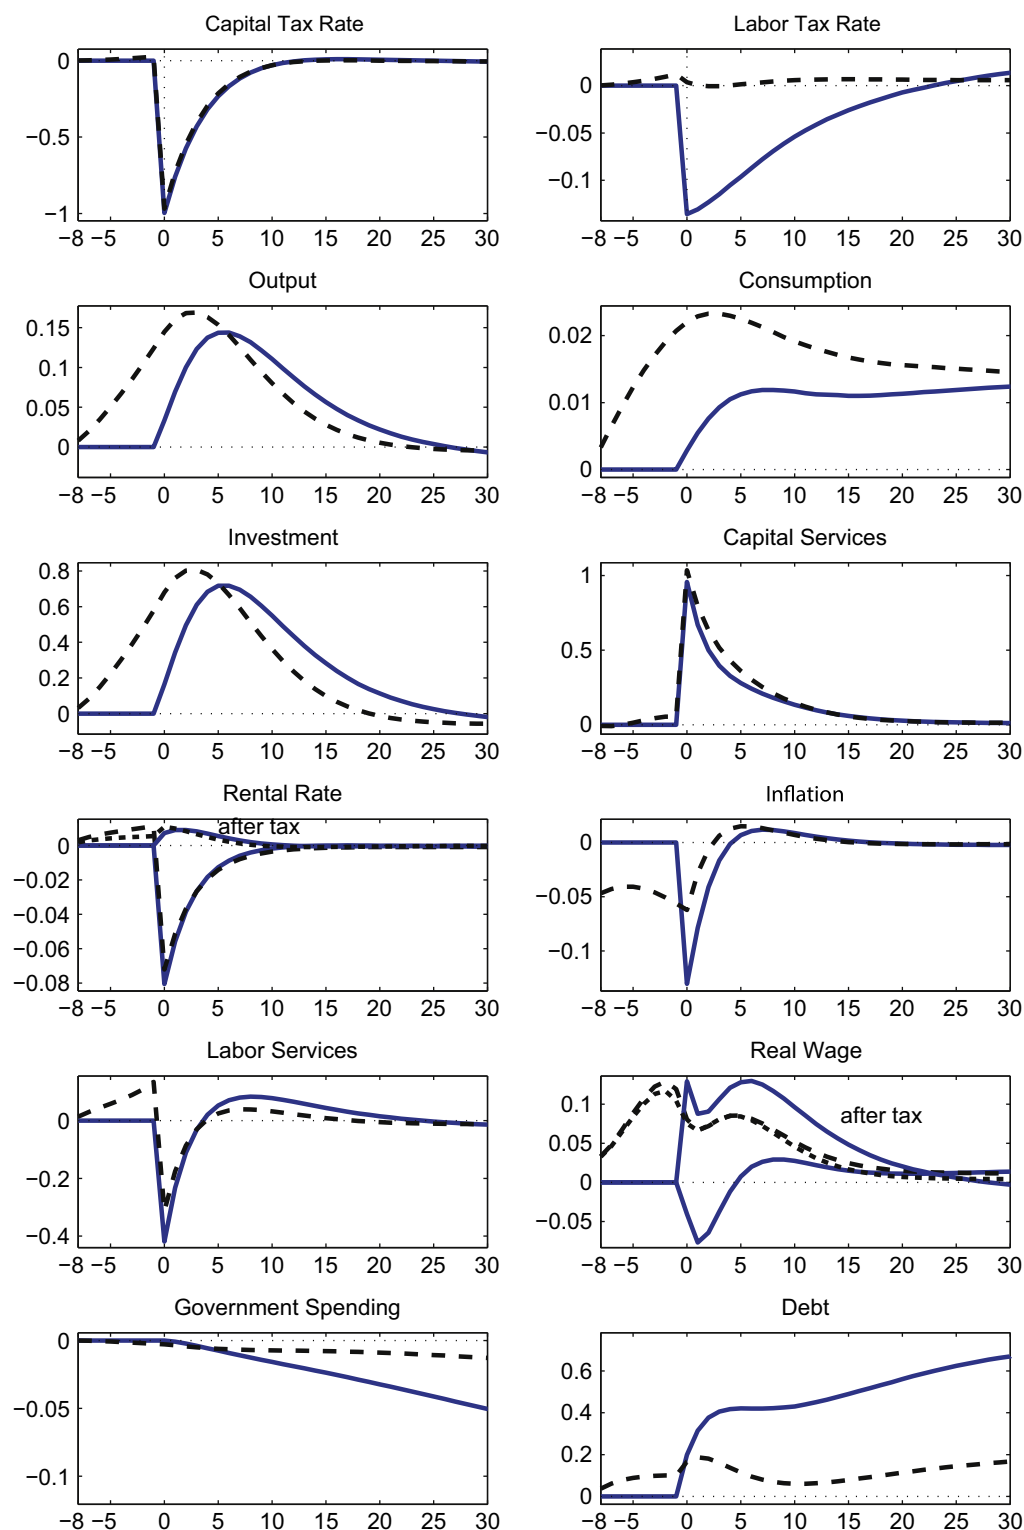 Capital Tax Rate
Labor Tax Rate
0
−0.5
−1
−8 −5 0 5 10 15 20 25 30
0
−0.05
−0.1
−8 −5 0 5 10 15 20 25 30
Output
Consumption
0.15
0.1
0.05
0
−8 −5 0 5 10 15 20 25 30
0.02
0.01
0
−8 −5 0 5 10 15 20 25 30
Investment
Capital Services
0.8
0.6
0.4
0.2
0
−8 −5 0 5 10 15 20 25 30
1
0.5
0
−8 −5 0 5 10 15 20 25 30
Rental Rate
Inflation
after tax
0
−0.02
−0.04
−0.06
−0.08
−8 −5 0 5 10 15 20 25 30
0
−0.05
−0.1
−8 −5 0 5 10 15 20 25 30
Labor Services
Real Wage
0
−0.2
−0.4
−8 −5 0 5 10 15 20 25 30
after tax
0.1
0.05
0
−0.05
−8 −5 0 5 10 15 20 25 30
Government Spending
Debt
0
−0.05
−0.1
−8 −5 0 5 10 15 20 25 30
0.6
0.4
0.2
0
−8 −5 0 5 10 15 20 25 30